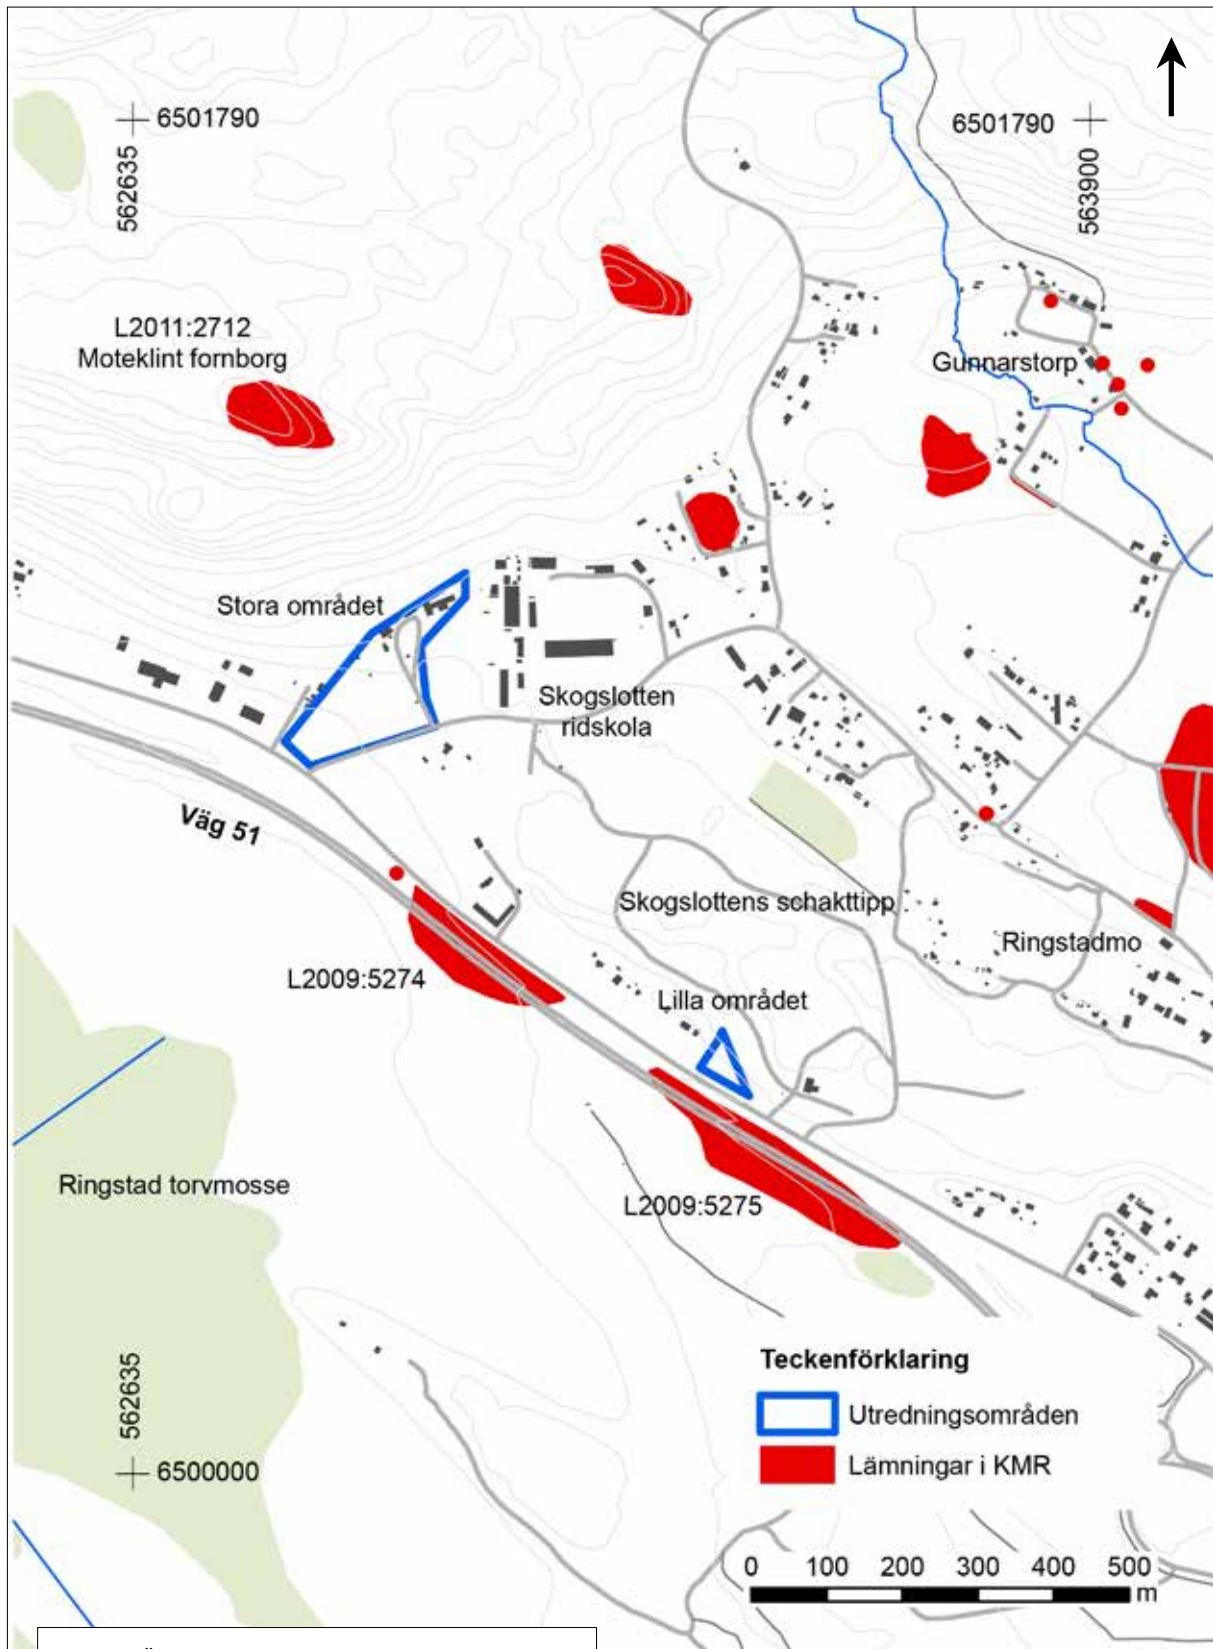 6501790
562635
6501790
563900
L2011:2712
Moteklint fornborg
Gunnarstorp
Stora området
Skogslotten
ridskola
Väg 51
Skogslottens schakttipp
Ringstadmo
L2009:5274
Lilla området
Ringstad torvmosse
L2009:5275
Teckenförklaring
Utredningsområden
Lämningar i KMR
562635
6500000
0 100 200 300 400 500
m